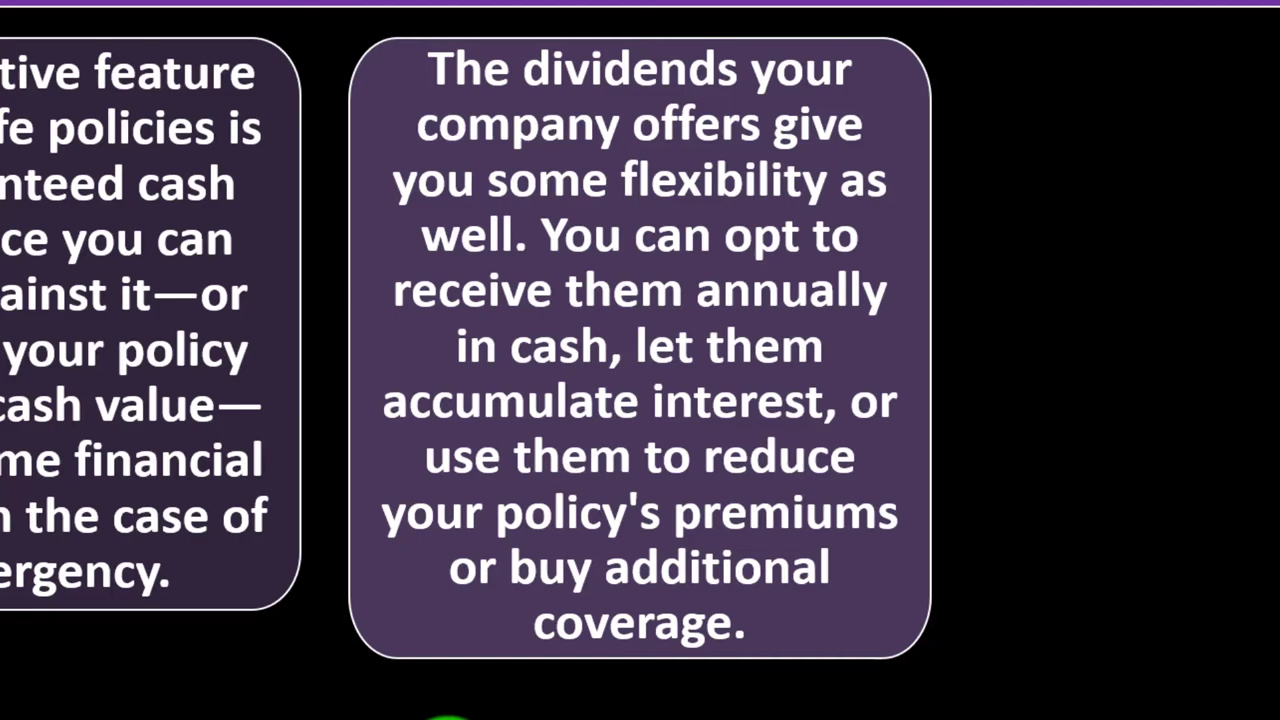 tive feature
fe policies is
nteed cash
ce you can
ainst it—or
your policy
cash value—
me financial
n the case of
ergency.
The dividends your
company offers give
you some flexibility as
well. You can opt to
receive them annually
in cash, let them
accumulate interest, or
use them to reduce
your policy's premiums
or buy additional
coverage.